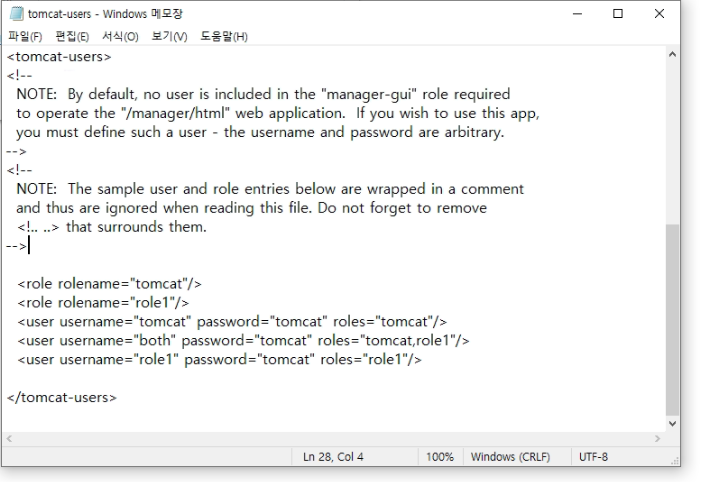 tomcat-users - Windows 메모장
파일(F) 편집(E) 서식(O) 보기(V) 도움말(H)
<tomcat-users>
<!--
  NOTE:  By default, no user is included in the "manager-gui" role required
  to operate the "/manager/html" web application.  If you wish to use this app,
  you must define such a user - the username and password are arbitrary.
-->
<!--
  NOTE:  The sample user and role entries below are wrapped in a comment
  and thus are ignored when reading this file. Do not forget to remove
  <!.. ..> that surrounds them.
-->
  <role rolename="tomcat"/>
  <role rolename="role1"/>
  <user username="tomcat" password="tomcat" roles="tomcat"/>
  <user username="both" password="tomcat" roles="tomcat,role1"/>
  <user username="role1" password="tomcat" roles="role1"/>
</tomcat-users>
Ln 28, Col 4 100% Windows (CRLF) UTF-8